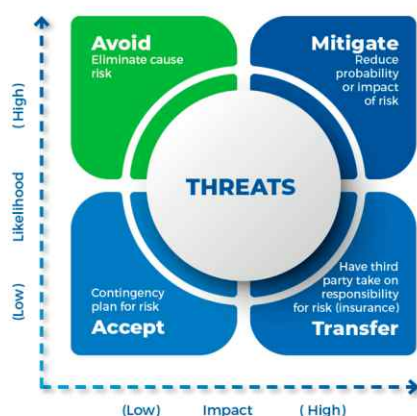 Avoid
Eliminate cause
risk
Mitigate
Reduce
probability
or impact
of risk
THREATS
Contingency
plan for risk
Accept
Have third
party take on
responsibility
for risk (insurance)
Transfer
(High)
Likelihood
(Low)
(Low) Impact (High)